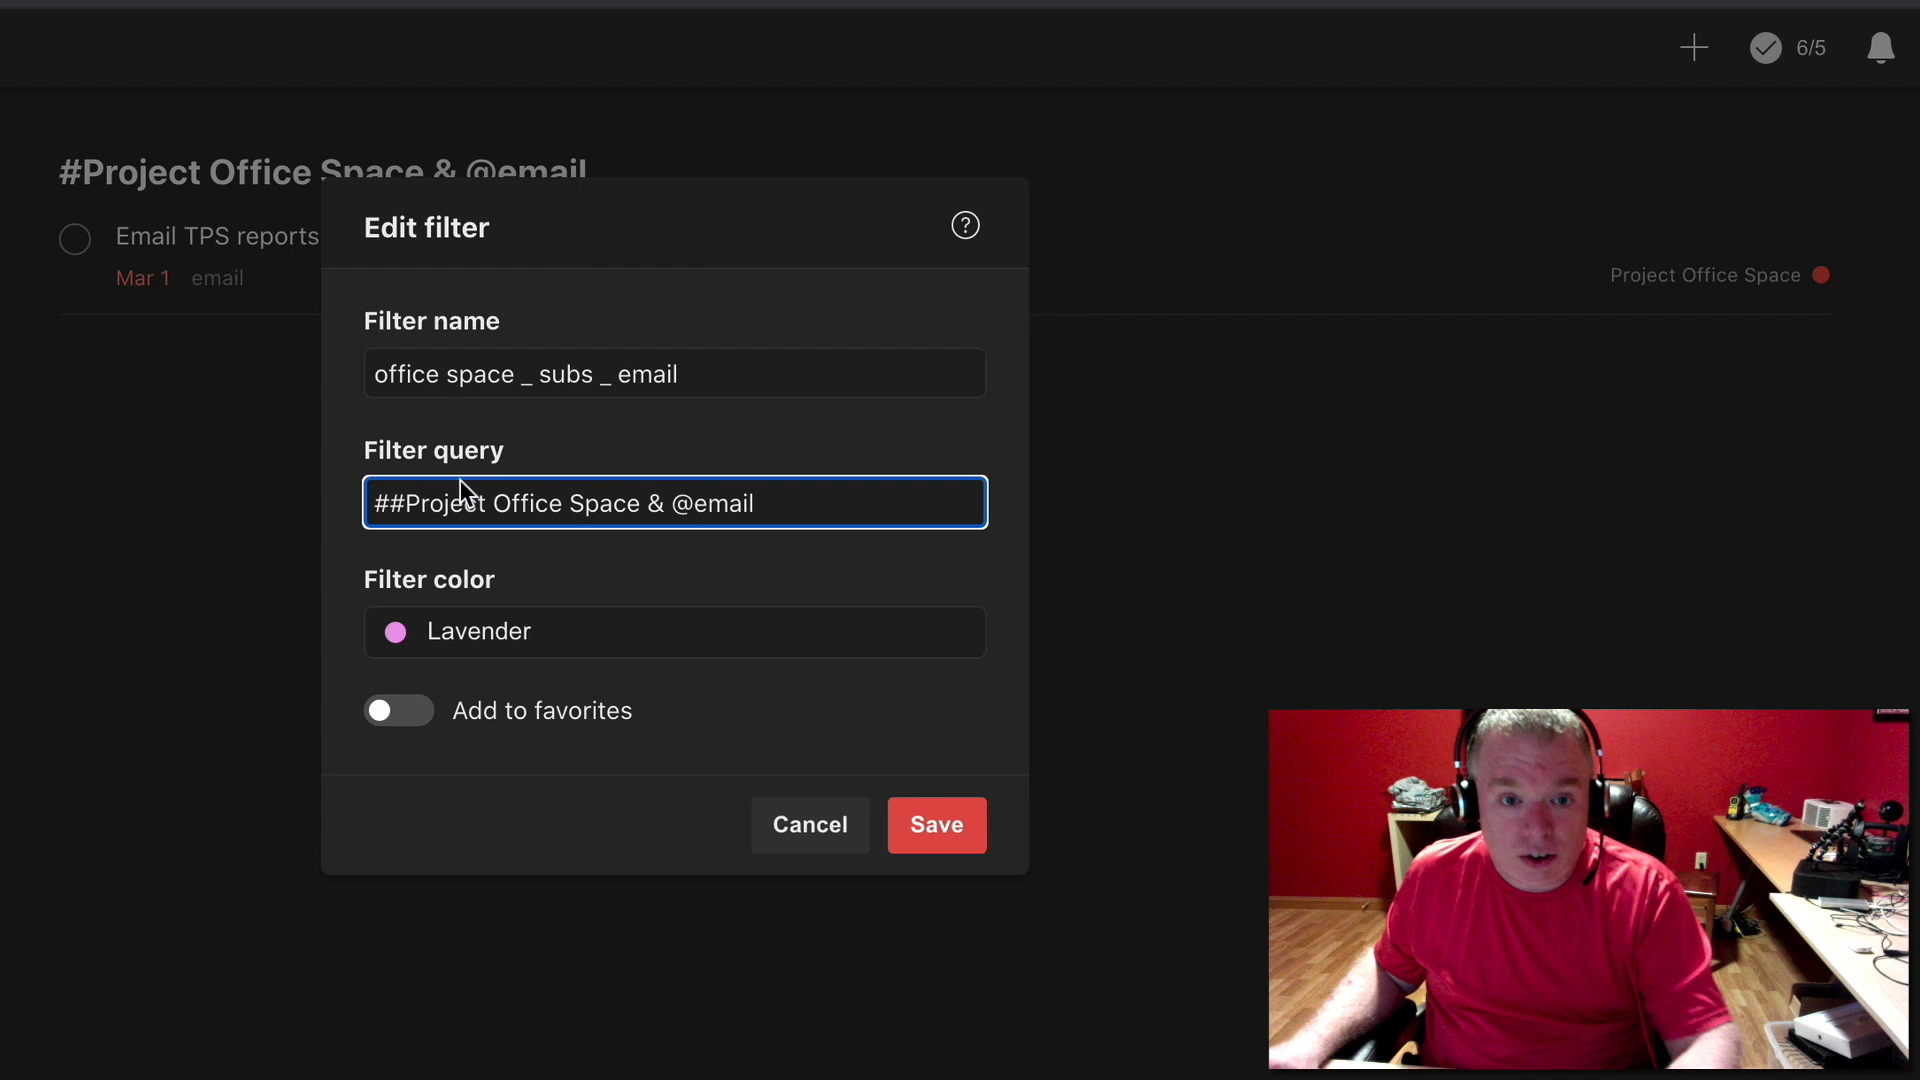 6/5
#Project Office Space & @email
Email TPS reports
Mar 1 email
Project Office Space
Edit filter
?
Filter name
office space _ subs _ email
Filter query
##Project Office Space & @email
Filter color
Lavender
Add to favorites
Cancel
Save